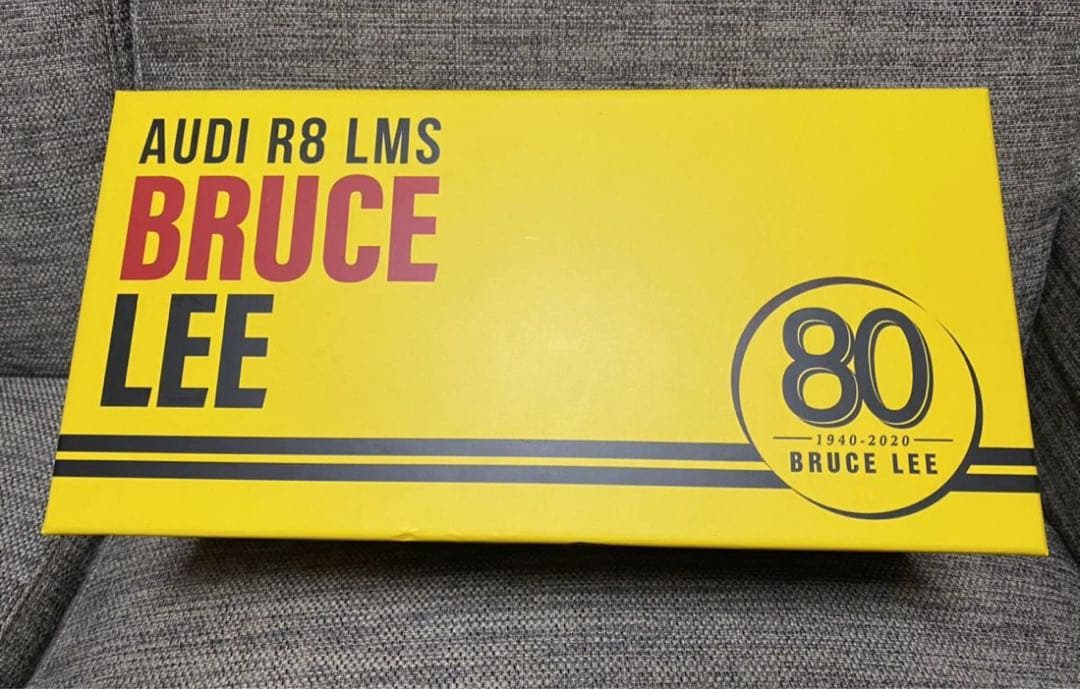 AUDI R8 LMS
BRUCE
LEE
80
1940-2020
BRUCE LEE